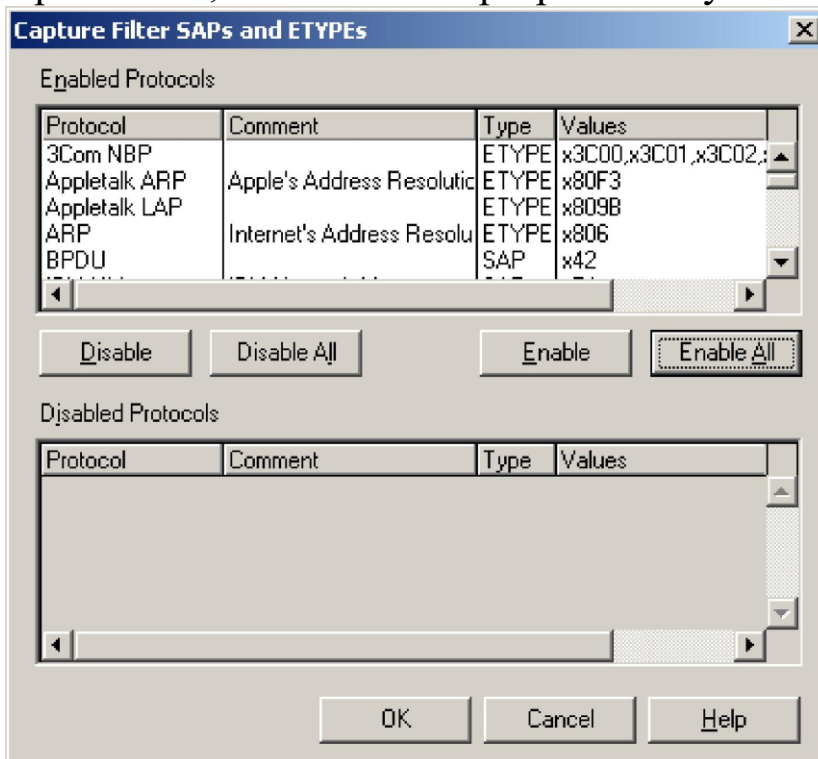 Capture Filter SAPs and ETYPEs
Enabled Protocols
Protocol Comment Type Values
3Com NBP ETYPE x3C00,x3C01,x3C02,
Appletalk ARP Apple's Address Resolutic ETYPE x80F3
Appletalk LAP ETYPE x809B
ARP Internet's Address Resolu ETYPE x806
BPDU SAP x42
Disable Disable All Enable Enable All
Disabled Protocols
Protocol Comment Type Values
OK Cancel Help